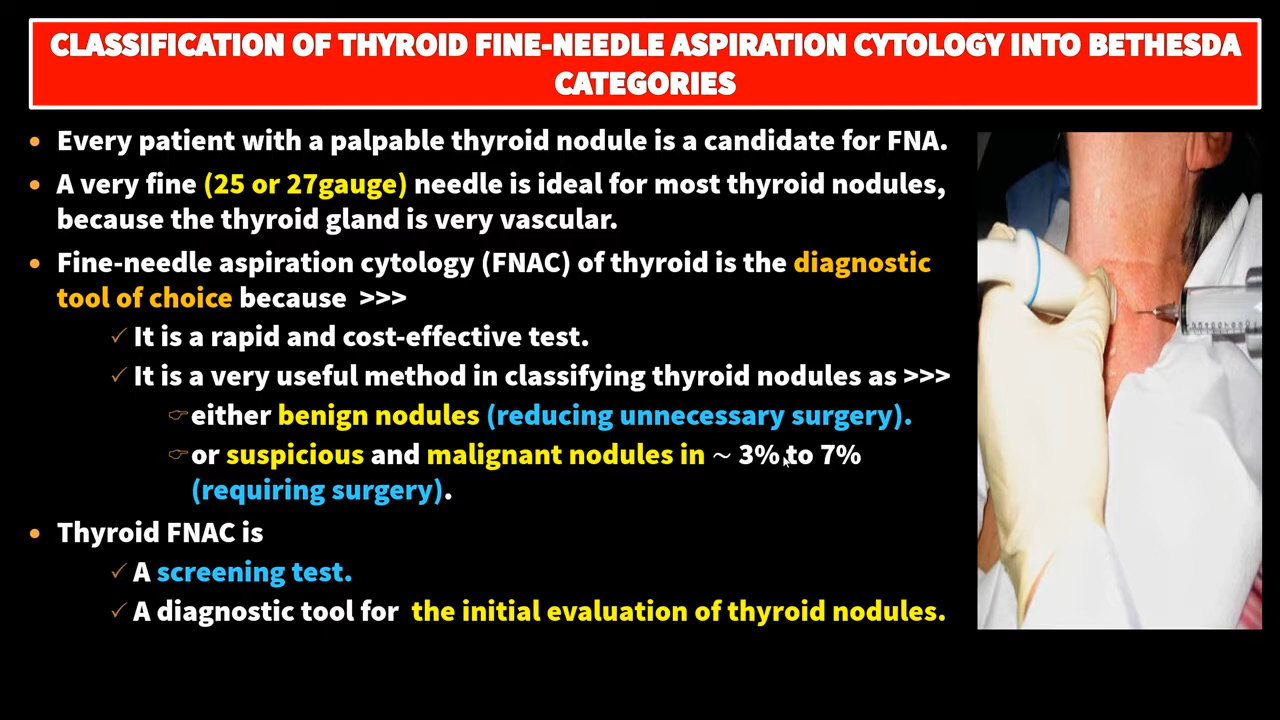 CLASSIFICATION OF THYROID FINE-NEEDLE ASPIRATION CYTOLOGY INTO BETHESDA
CATEGORIES
• Every patient with a palpable thyroid nodule is a candidate for FNA.
• A very fine (25 or 27gauge) needle is ideal for most thyroid nodules,
because the thyroid gland is very vascular.
• Fine-needle aspiration cytology (FNAC) of thyroid is the diagnostic
tool of choice because >>>
✓ It is a rapid and cost-effective test.
✓ It is a very useful method in classifying thyroid nodules as >>>
👉 either benign nodules (reducing unnecessary surgery).
👉 or suspicious and malignant nodules in ~ 3% to 7%
(requiring surgery).
• Thyroid FNAC is
✓ A screening test.
✓ A diagnostic tool for the initial evaluation of thyroid nodules.